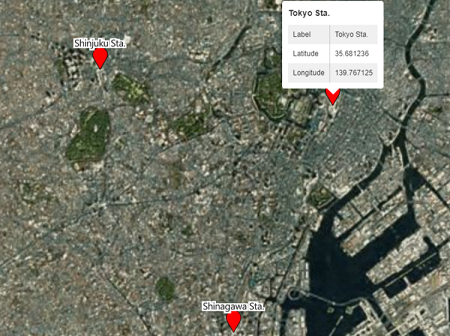 Shinjuku Sta.
Tokyo Sta.
Label Tokyo Sta.
Latitude 35.681236
Longitude 139.767125
Shinagawa Sta.